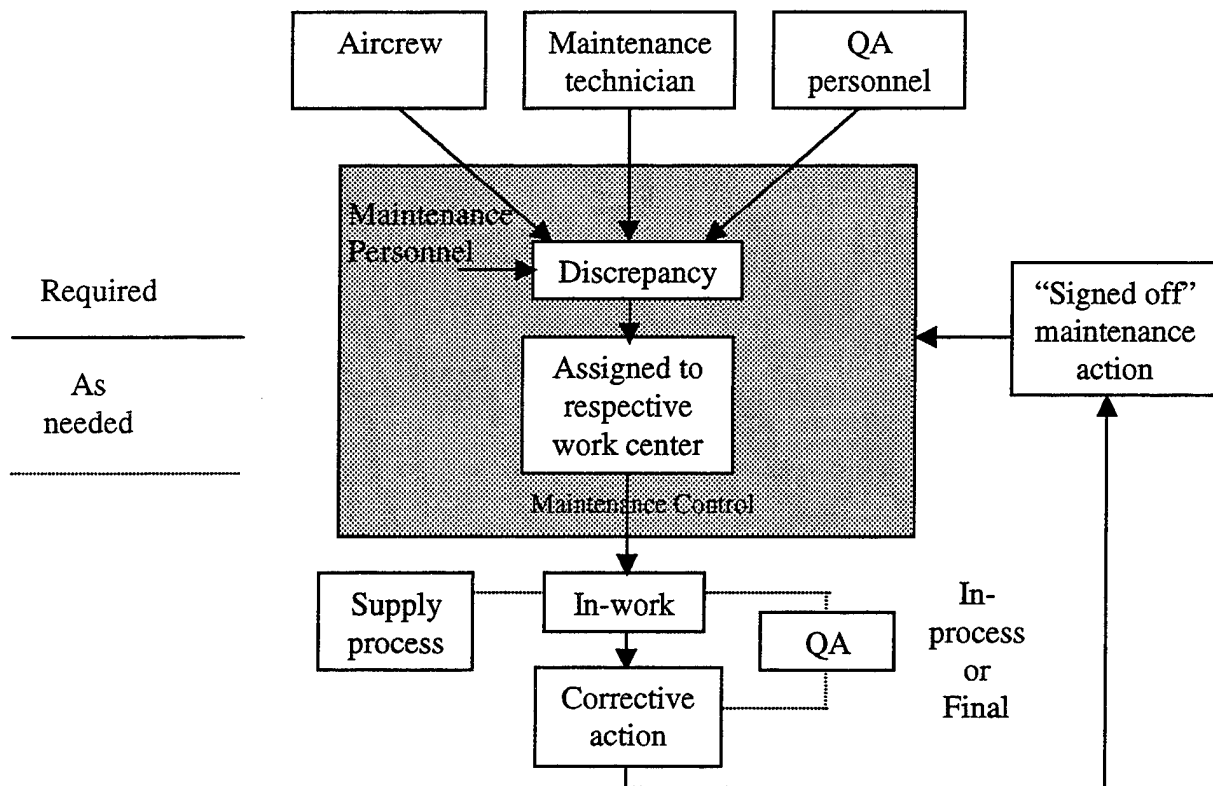 Aircrew
Maintenance
technician
QA
personnel
Maintenance
Personnel
Discrepancy
Required
As
needed
“Signed off”
maintenance
action
Assigned to
respective
work center
Maintenance Control
Supply
process
In-work
QA
In-
process
or
Final
Corrective
action